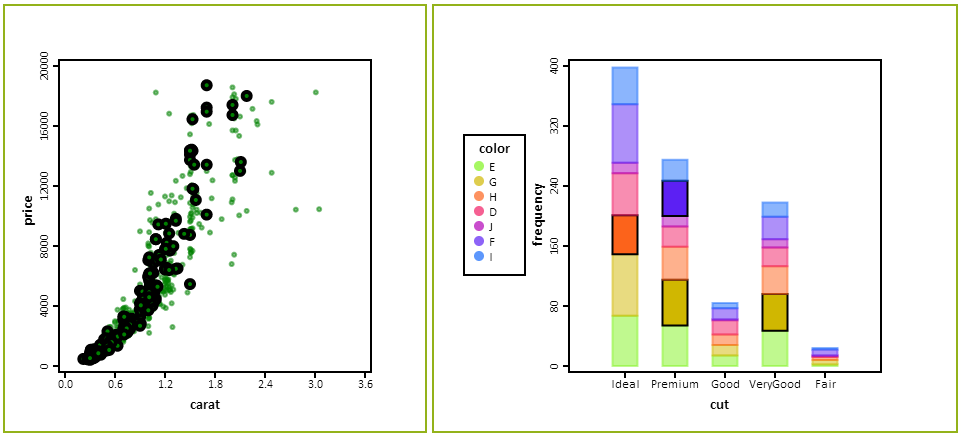 20000
16000
12000
8000
4000
0
price
0.0 0.6 1.2 1.8 2.4 3.0 3.6
carat
color
E
G
H
D
J
F
I
400
320
240
160
80
0
frequency
Ideal Premium Good VeryGood Fair
cut